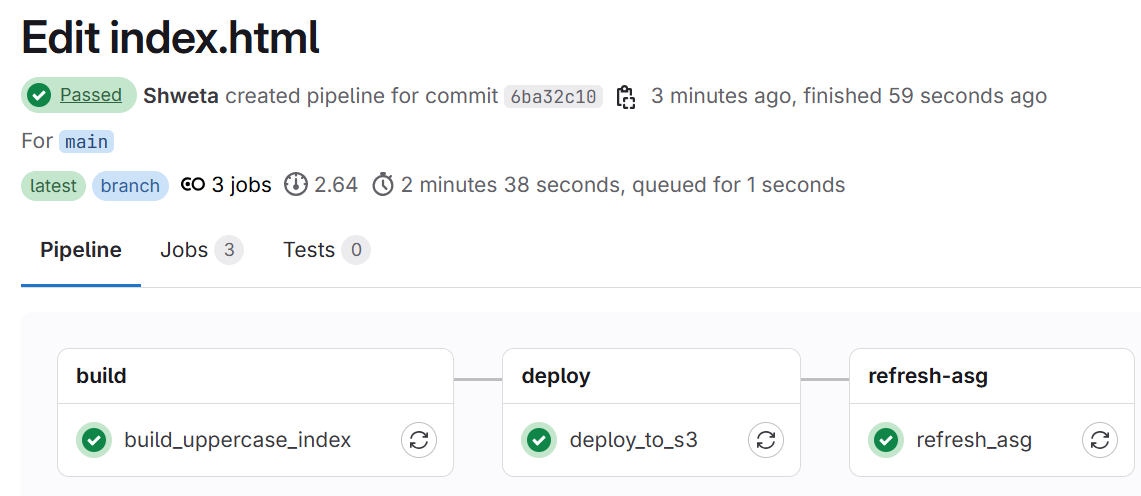 Edit index.html
Passed Shweta created pipeline for commit 6ba32c10 3 minutes ago, finished 59 seconds ago
For main
latest branch 3 jobs 2.64 2 minutes 38 seconds, queued for 1 seconds
Pipeline Jobs 3 Tests 0
build deploy refresh-asg
build_uppercase_index deploy_to_s3 refresh_asg